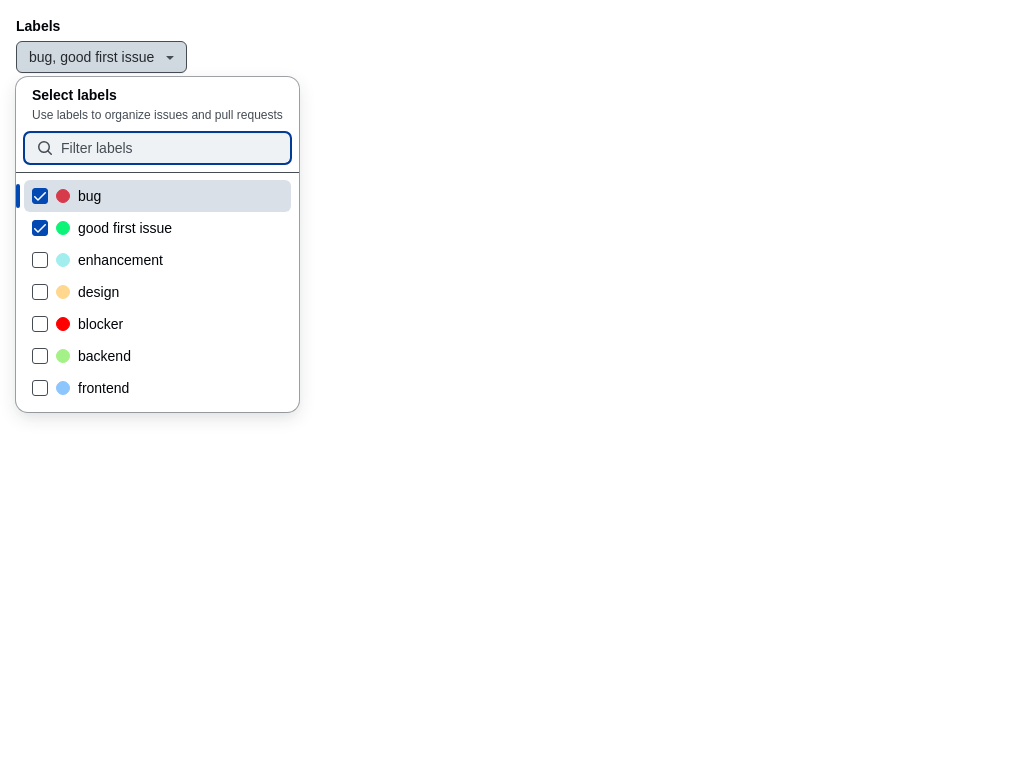 Labels
bug, good first issue
Select labels
Use labels to organize issues and pull requests
Filter labels
bug
good first issue
enhancement
design
blocker
backend
frontend